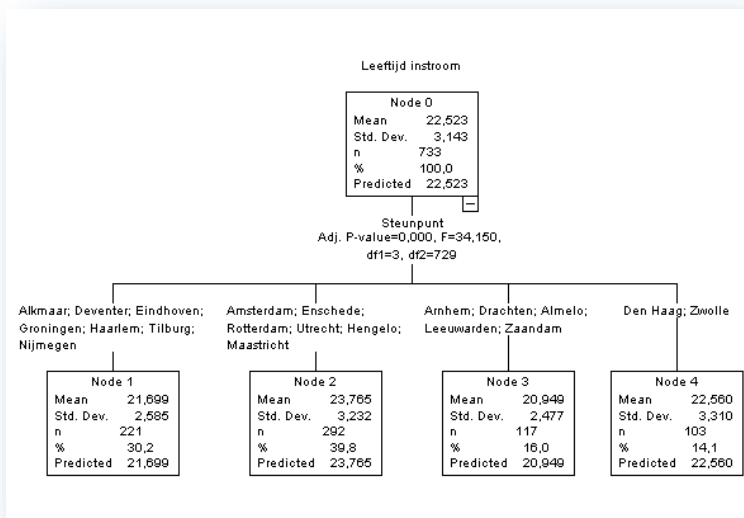 Leeftijd instroom
Node 0
Mean 22,523
Std. Dev. 3,143
n 733
% 100,0
Predicted 22,523
Steunpunt
Adj. P-value=0,000, F=34,150,
df1=3, df2=729
Alkmaar; Deventer; Eindhoven;
Groningen; Haarlem; Tilburg;
Nijmegen
Amsterdam; Enschede;
Rotterdam; Utrecht; Hengelo;
Maastricht
Arnhem; Drachten; Almelo;
Leeuwarden; Zaandam
Den Haag; Zwolle
Node 1
Mean 21,699
Std. Dev. 2,585
n 221
% 30,2
Predicted 21,699
Node 2
Mean 23,765
Std. Dev. 3,232
n 292
% 39,8
Predicted 23,765
Node 3
Mean 20,949
Std. Dev. 2,477
n 117
% 16,0
Predicted 20,949
Node 4
Mean 22,560
Std. Dev. 3,310
n 103
% 14,1
Predicted 22,560